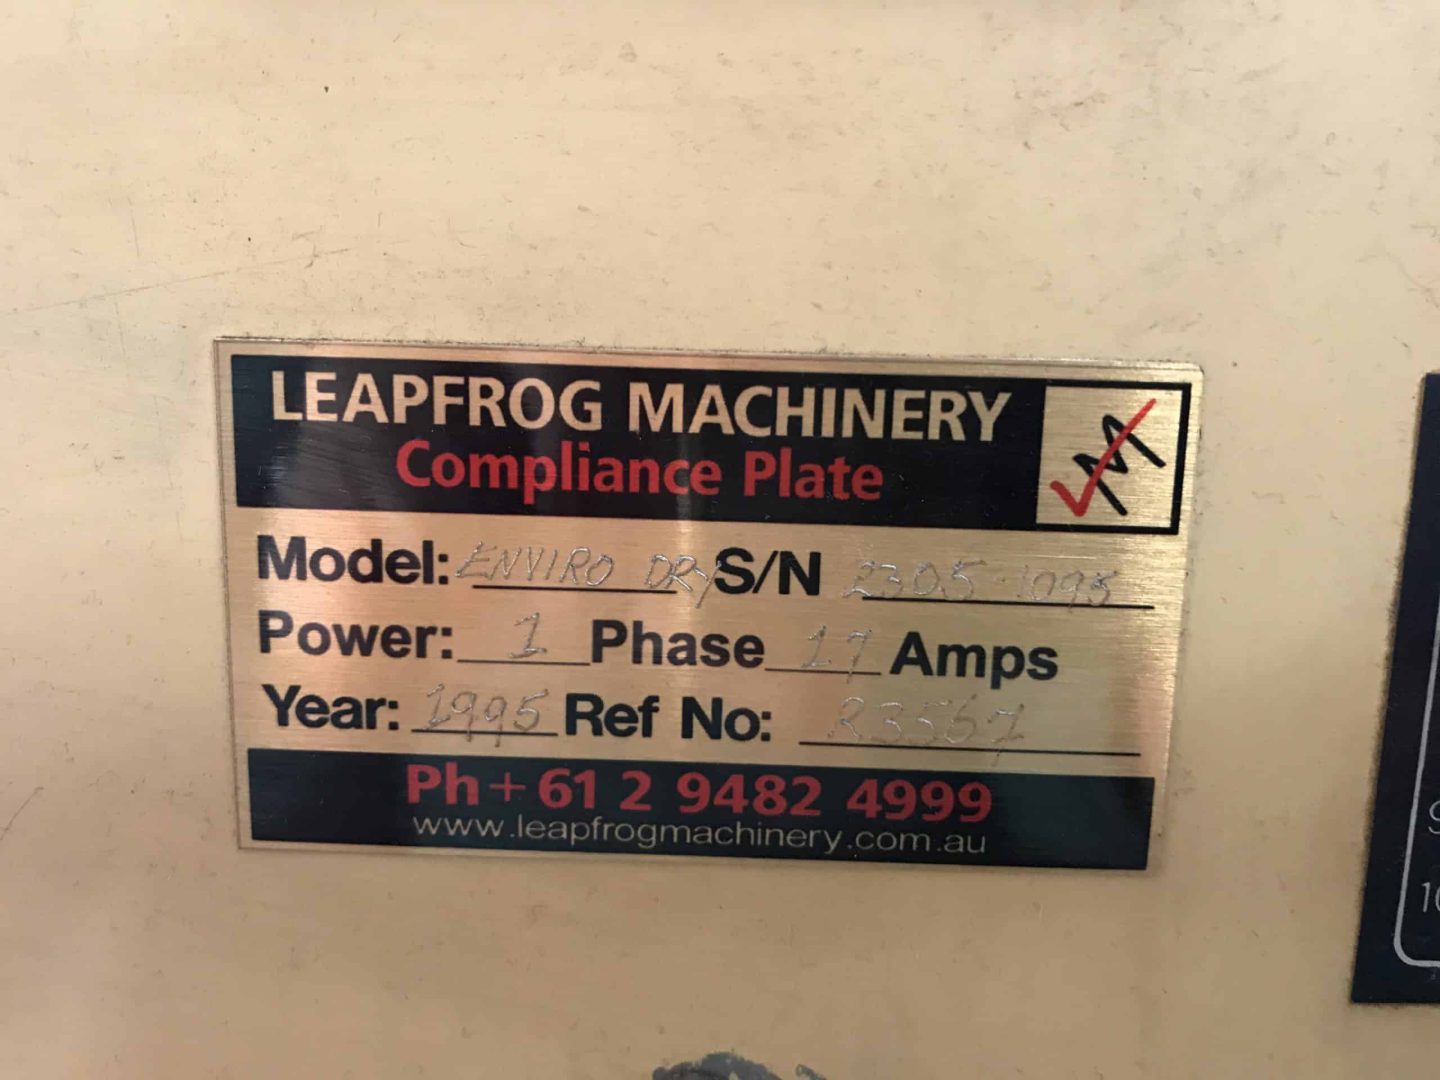 LEAPFROG MACHINERY
Compliance Plate
M
Model: ENVIRO DRY S/N 2305-1095
Power: 1 Phase 17 Amps
Year: 1995 Ref No: R3567
Ph+61 2 9482 4999
www.leapfrogmachinery.com.au